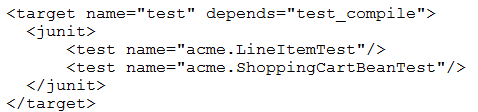 <target name="test" depends="test_compile">
  <junit>
      <test name="acme.LineItemTest"/>
      <test name="acme.ShoppingCartBeanTest"/>
  </junit>
</target>